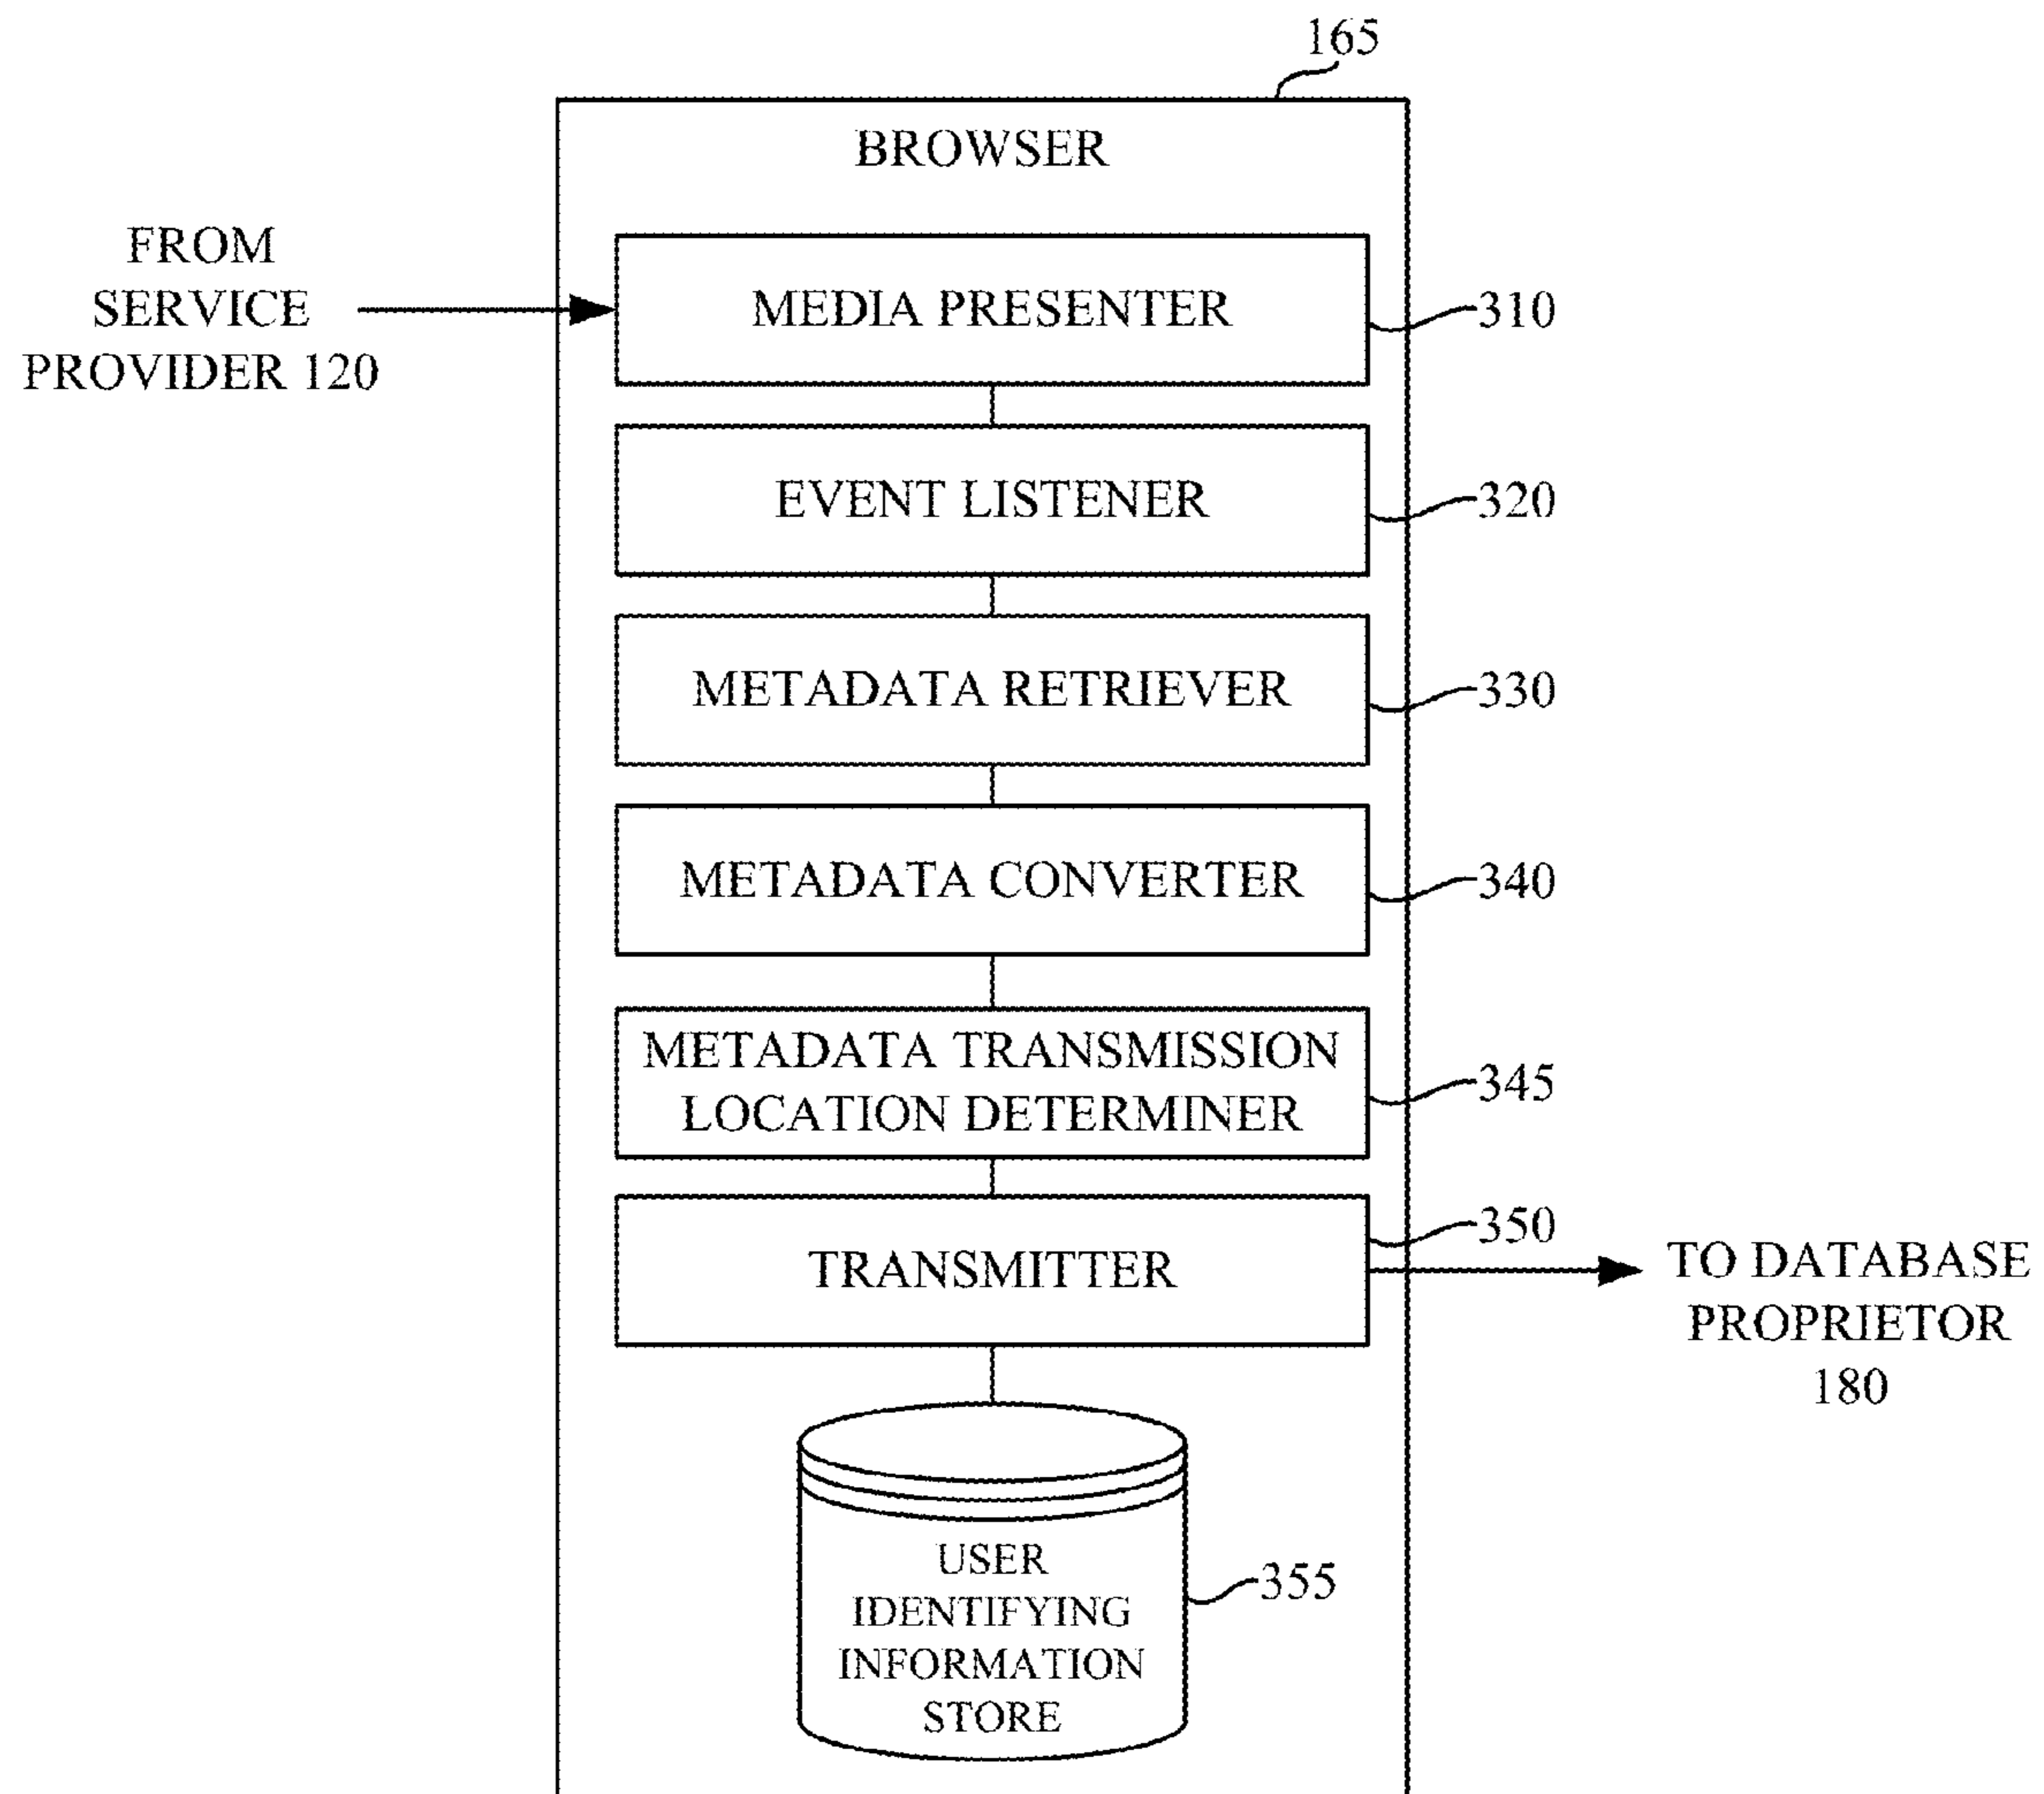 165
BROWSER
FROM
SERVICE
PROVIDER 120
MEDIA PRESENTER
310
EVENT LISTENER
320
METADATA RETRIEVER
330
METADATA CONVERTER
340
METADATA TRANSMISSION
LOCATION DETERMINER
345
TRANSMITTER
350
TO DATABASE
PROPRIETOR
180
USER
IDENTIFYING
INFORMATION
STORE
355